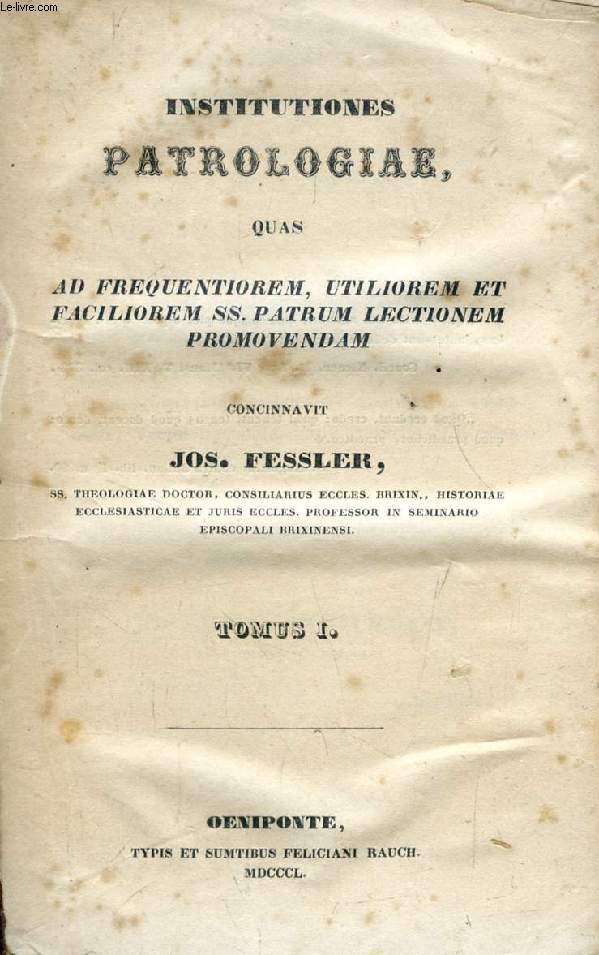 Le-livre.com
INSTITUTIONES
PATROLOGIAE,
QUAS
AD FREQUENTIOREM, UTILIOREM ET
FACILIOREM SS. PATRUM LECTIONEM
PROMOVENDAM
CONCINNAVIT
JOS. FESSLER,
SS. THEOLOGIAE DOCTOR, CONSILIARIUS ECCLES. BRIXIN., HISTORIAE
ECCLESIASTICAE ET JURIS ECCLES. PROFESSOR IN SEMINARIO
EPISCOPALI BRIXINENSI.
TOMUS I.
OENIPONTE,
TYPIS ET SUMTIBUS FELICIANI RAUCH.
MDCCCL.